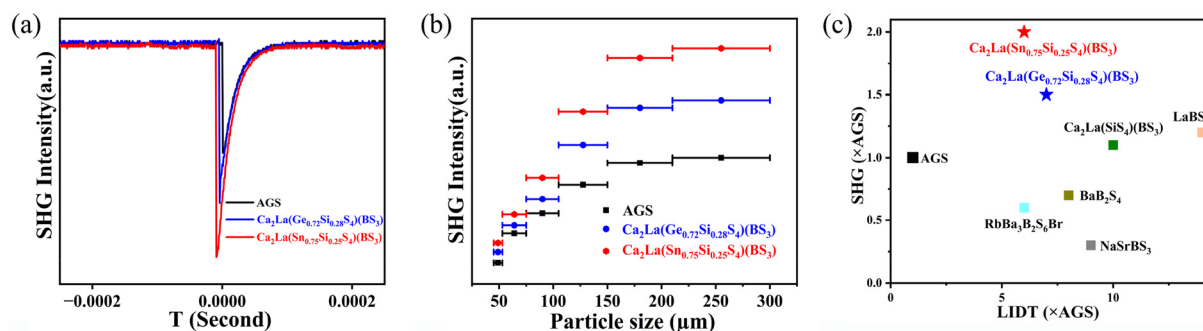 (a)
SHG Intensity(a.u.)
AGS
Ca₂La(Ge₀.₇₂Si₀.₂₈S₄)(BS₃)
Ca₂La(Sn₀.₇₅Si₀.₂₅S₄)(BS₃)
−0.0002
0.0000
0.0002
T (Second)
(b)
SHG Intensity(a.u.)
AGS
Ca₂La(Ge₀.₇₂Si₀.₂₈S₄)(BS₃)
Ca₂La(Sn₀.₇₅Si₀.₂₅S₄)(BS₃)
50 100 150 200 250 300
Particle size (μm)
(c)
SHG (×AGS)
2.0
1.5
1.0
0.5
0.0
Ca₂La(Sn₀.₇₅Si₀.₂₅S₄)(BS₃)
Ca₂La(Ge₀.₇₂Si₀.₂₈S₄)(BS₃)
LaBS
Ca₂La(SiS₄)(BS₃)
AGS
BaB₂S₄
RbBa₃B₂S₆Br
NaSrBS₃
5 10
LIDT (×AGS)